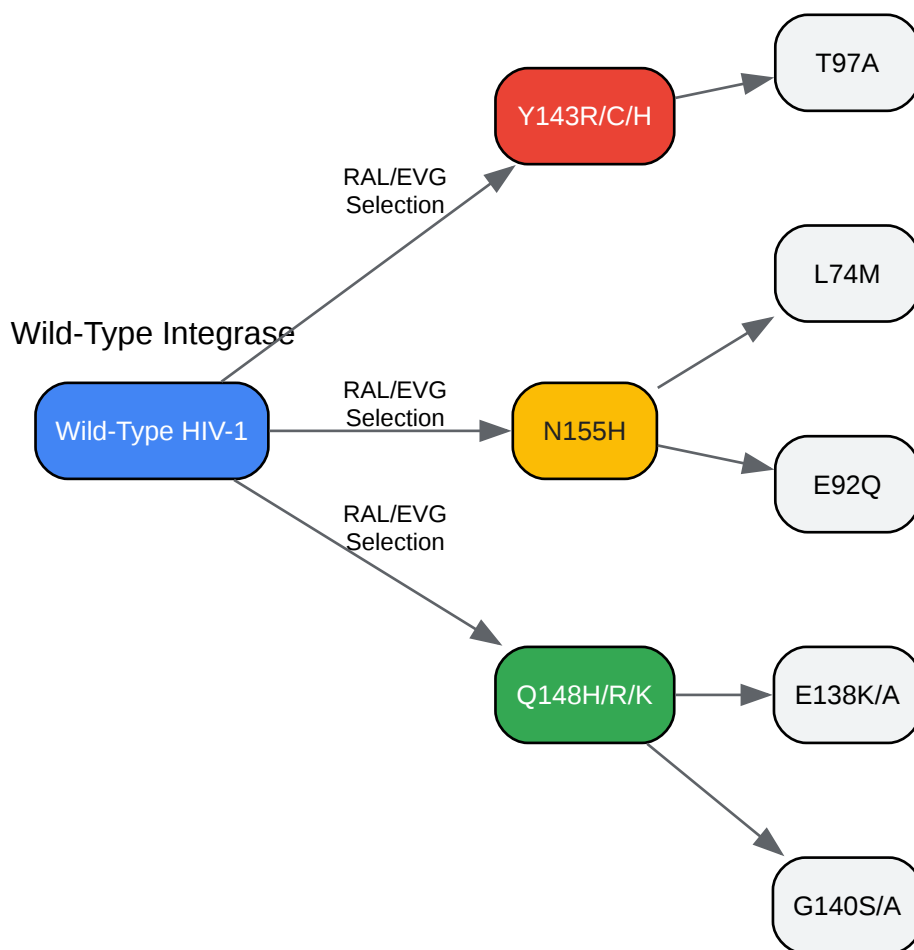 T97A
Y143R/C/H
RAL/EVG
Selection
L74M
Wild-Type Integrase
RAL/EVG
Selection
Wild-Type HIV-1
N155H
E92Q
RAL/EVG
Selection
Q148H/R/K
E138K/A
G140S/A